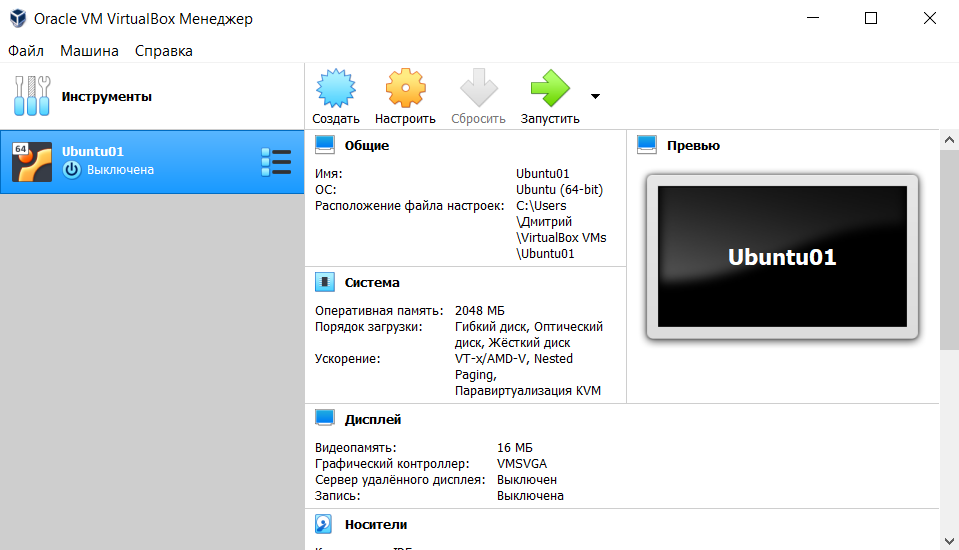 Oracle VM VirtualBox Менеджер
Файл Машина Справка
Инструменты
Создать Настроить Сбросить Запустить
64
Ubuntu01
Выключена
Общие
Имя: Ubuntu01
ОС: Ubuntu (64-bit)
Расположение файла настроек: C:\Users
\Дмитрий
\VirtualBox VMs
\Ubuntu01
Превью
Ubuntu01
Система
Оперативная память: 2048 МБ
Порядок загрузки: Гибкий диск, Оптический
диск, Жёсткий диск
Ускорение: VT-x/AMD-V, Nested
Paging,
Паравиртуализация KVM
Дисплей
Видеопамять: 16 МБ
Графический контроллер: VMSVGA
Сервер удалённого дисплея: Выключен
Запись: Выключена
Носители